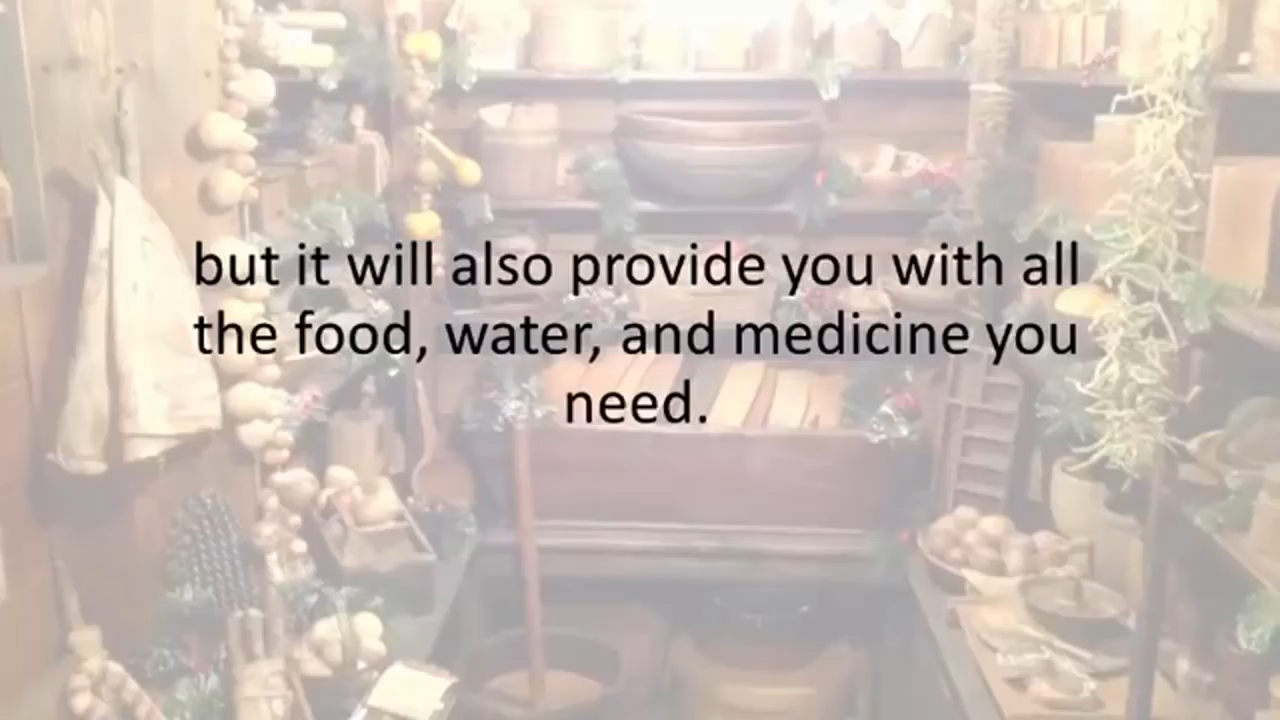 but it will also provide you with all
the food, water, and medicine you
need.